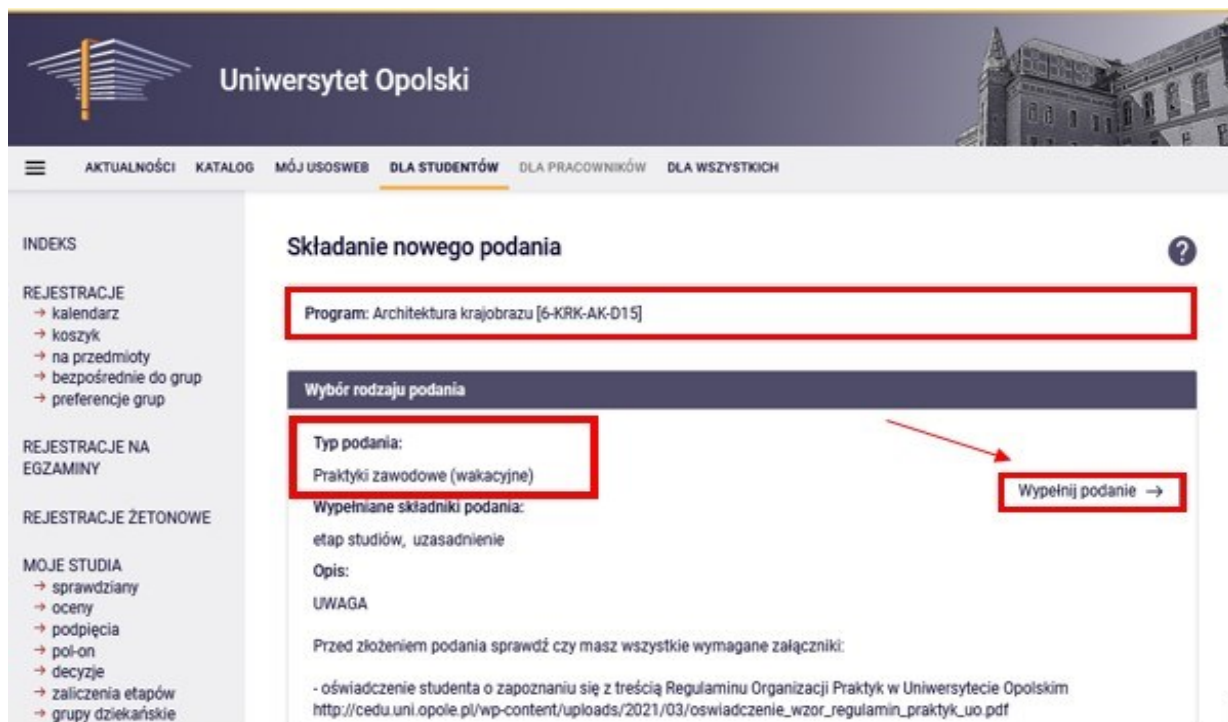 Uniwersytet Opolski
AKTUALNOŚCI KATALOG MÓJ USOSWEB DLA STUDENTÓW DLA PRACOWNIKÓW DLA WSZYSTKICH
INDEKS
REJESTRACJE
→ kalendarz
→ koszyk
→ na przedmioty
→ bezpośrednie do grup
→ preferencje grup
REJESTRACJE NA
EGZAMINY
REJESTRACJE ŻETONOWE
MOJE STUDIA
→ sprawdziany
→ oceny
→ podpięcia
→ pol-on
→ decyzje
→ zaliczenia etapów
→ grupy dziekańskie
Składanie nowego podania
?
Program: Architektura krajobrazu [6-KRK-AK-D15]
Wybór rodzaju podania
Typ podania:
Praktyki zawodowe (wakacyjne)
Wypełnij podanie →
Wypełniane składniki podania:
etap studiów, uzasadnienie
Opis:
UWAGA
Przed złożeniem podania sprawdź czy masz wszystkie wymagane załączniki:
- oświadczenie studenta o zapoznaniu się z treścią Regulaminu Organizacji Praktyk w Uniwersytecie Opolskim
http://cedu.uni.opole.pl/wp-content/uploads/2021/03/oswiadczenie_wzor_regulamin_praktyk_uo.pdf